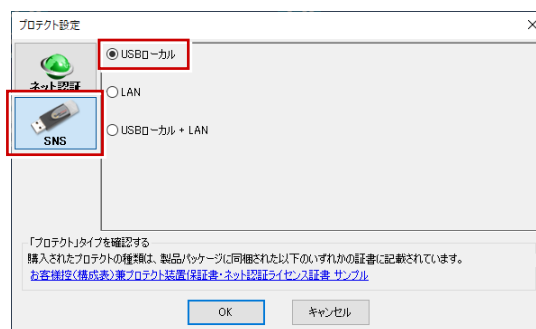 プロテクト設定
ネット認証
SNS
USBローカル
LAN
USBローカル + LAN
「プロテクト」タイプを確認する
購入されたプロテクトの種類は、製品パッケージに同梱された以下のいずれかの証書に記載されています。
お客様控(構成表)兼プロテクト装置保証書・ネット認証ライセンス証書 サンプル
OK
キャンセル